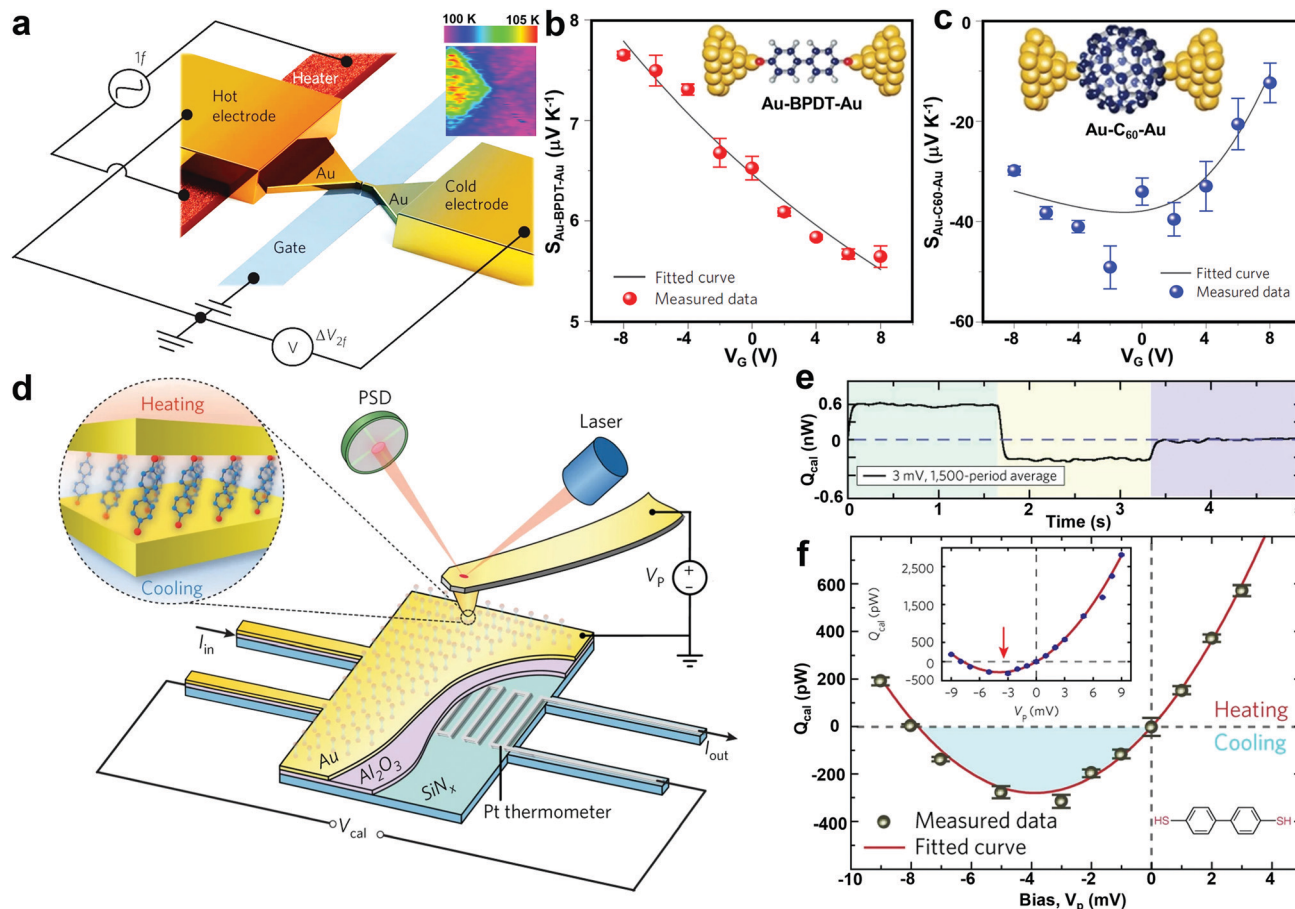 a
1f
Heater
Hot
electrode
100 K 105 K
Au
Au
Cold
electrode
Gate
V
ΔV2f
b
8
7
6
5
S Au-BPDT-Au (μV K⁻¹)
Au-BPDT-Au
Fitted curve
Measured data
-8 -4 0 4 8
VG (V)
c
0
-20
-40
-60
S Au-C60-Au (μV K⁻¹)
Au-C60-Au
Fitted curve
Measured data
-8 -4 0 4 8
VG (V)
d
Heating
Cooling
PSD
Laser
VP
+
−
Iin
Au
Al2O3
SiNx
Pt thermometer
Iout
Vcal
e
0.6
0
-0.6
Qcal (nW)
3 mV, 1,500-period average
0 1 2 3 4
Time (s)
f
600
400
200
0
-200
-400
Qcal (pW)
2,500
1,500
500
0
-500
Qcal (pW)
-9 -6 -3 0 3 6 9
VP (mV)
Heating
Cooling
HS
SH
Measured data
Fitted curve
-10 -8 -6 -4 -2 0 2 4
Bias, Vp (mV)